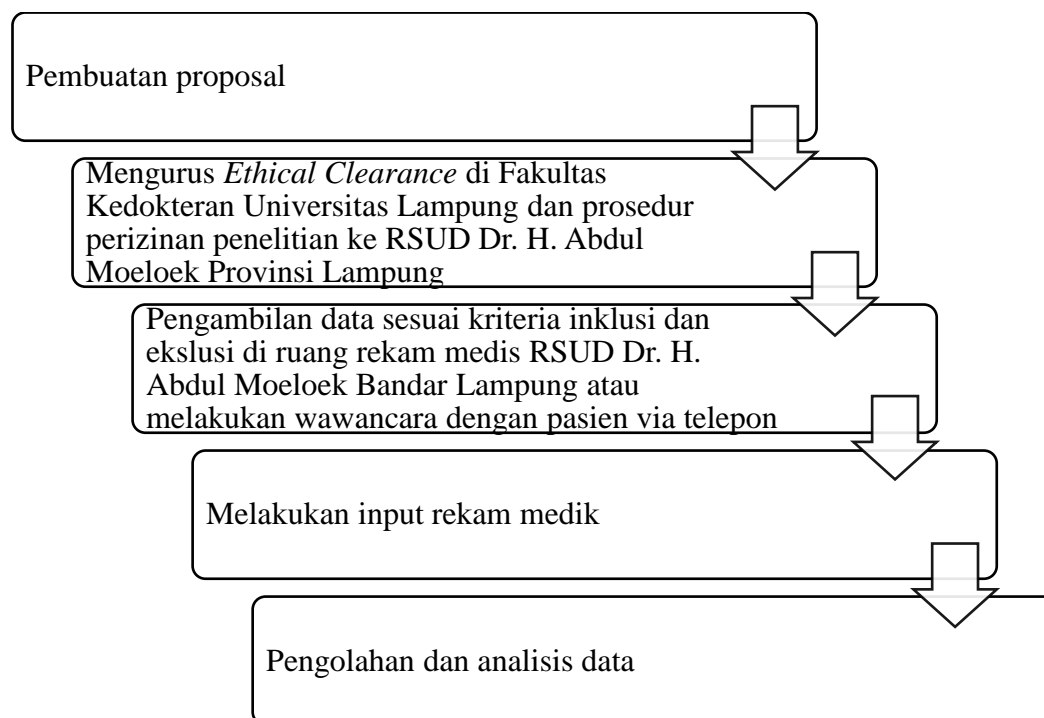 Pembuatan proposal
Mengurus Ethical Clearance di Fakultas
Kedokteran Universitas Lampung dan prosedur
perizinan penelitian ke RSUD Dr. H. Abdul
Moeloek Provinsi Lampung
Pengambilan data sesuai kriteria inklusi dan
ekslusi di ruang rekam medis RSUD Dr. H.
Abdul Moeloek Bandar Lampung atau
melakukan wawancara dengan pasien via telepon
Melakukan input rekam medik
Pengolahan dan analisis data